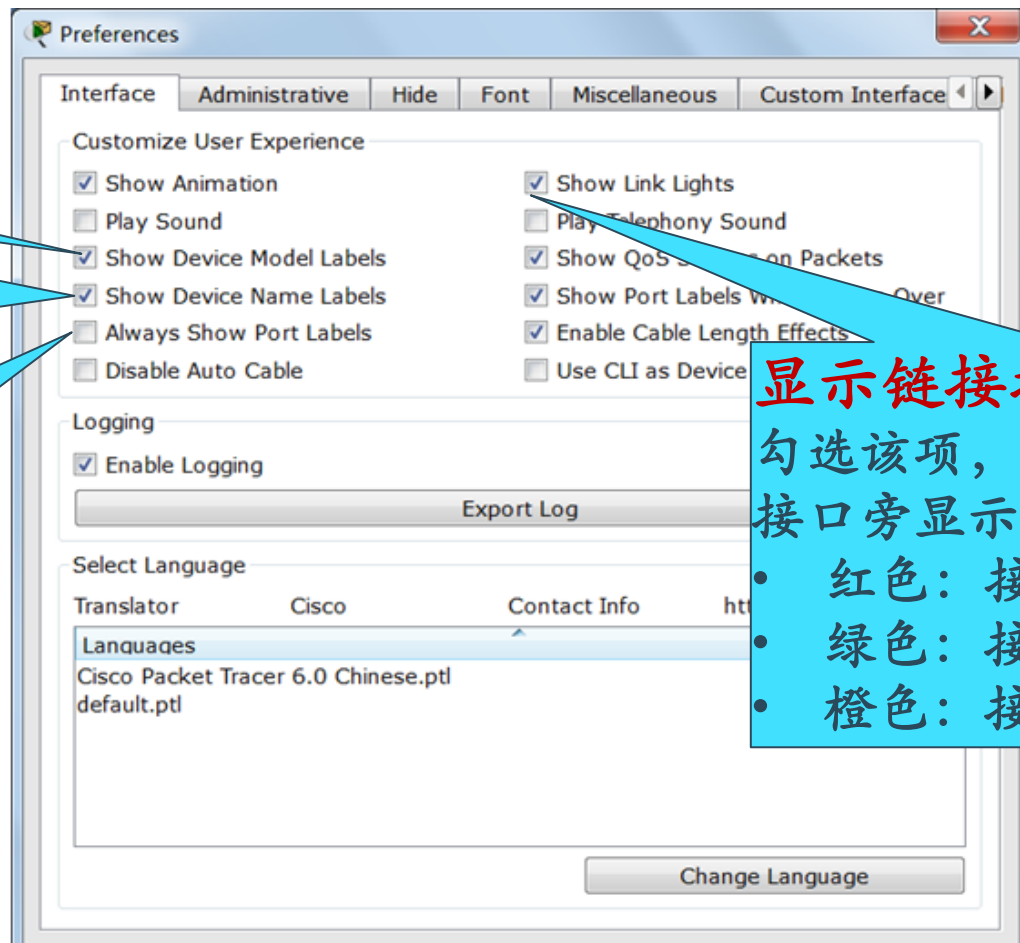 Preferences
Interface Administrative Hide Font Miscellaneous Custom Interface
Customize User Experience
Show Animation Show Link Lights
Play Sound Play Telephony Sound
Show Device Model Labels Show QoS on Packets
Show Device Name Labels Show Port Labels Over
Always Show Port Labels Enable Cable Length Effects
Disable Auto Cable Use CLI as Device
显示链接
Logging
勾选该项，
Enable Logging
接口旁显示
Export Log
Select Language
• 红色：接
Translator Cisco Contact Info
Languages
• 绿色：接
Cisco Packet Tracer 6.0 Chinese.ptl
default.ptl
• 橙色：接
Change Language